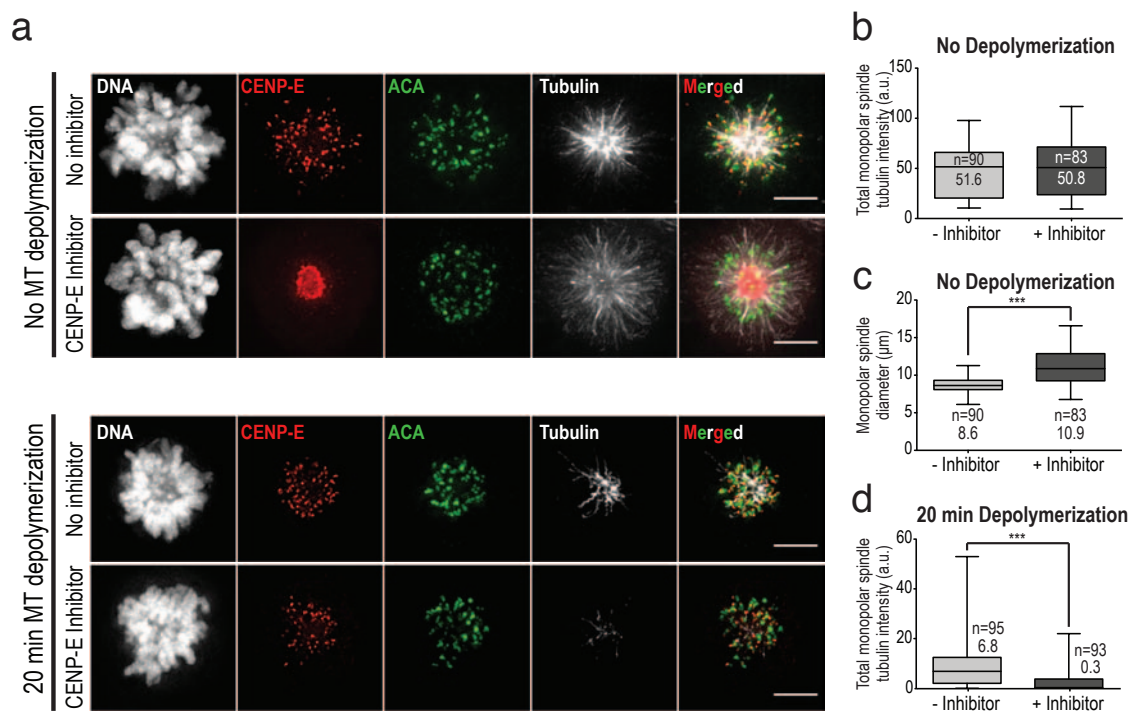 a
No MT depolymerization
No inhibitor
DNA
CENP-E
ACA
Tubulin
Merged
CENP-E Inhibitor
20 min MT depolymerization
No inhibitor
DNA
CENP-E
ACA
Tubulin
Merged
CENP-E Inhibitor
b
No Depolymerization
Total monopolar spindle
tubulin intensity (a.u.)
150
100
50
0
n=90
51.6
n=83
50.8
- Inhibitor
+ Inhibitor
c
No Depolymerization
Monopolar spindle
diameter (µm)
20
15
10
5
0
***
n=90
8.6
n=83
10.9
- Inhibitor
+ Inhibitor
d
20 min Depolymerization
Total monopolar spindle
tubulin intensity (a.u.)
60
40
20
0
***
n=95
6.8
n=93
0.3
- Inhibitor
+ Inhibitor